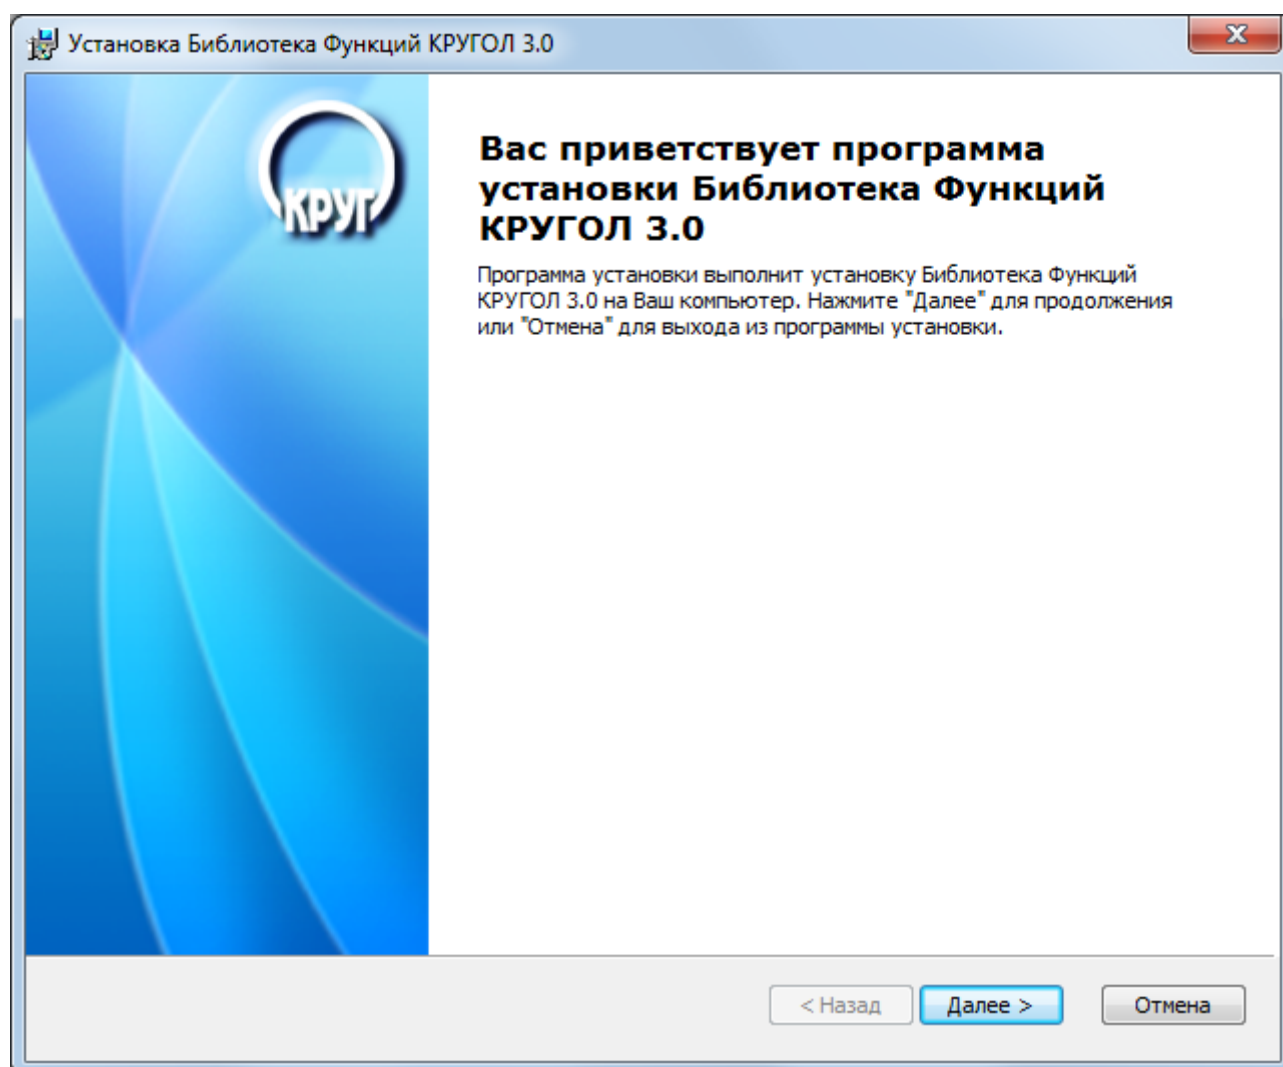 Установка Библиотека Функций КРУГОЛ 3.0
КРУГ
Вас приветствует программа
установки Библиотека Функций
КРУГОЛ 3.0
Программа установки выполнит установку Библиотека Функций
КРУГОЛ 3.0 на Ваш компьютер. Нажмите "Далее" для продолжения
или "Отмена" для выхода из программы установки.
< Назад Далее > Отмена